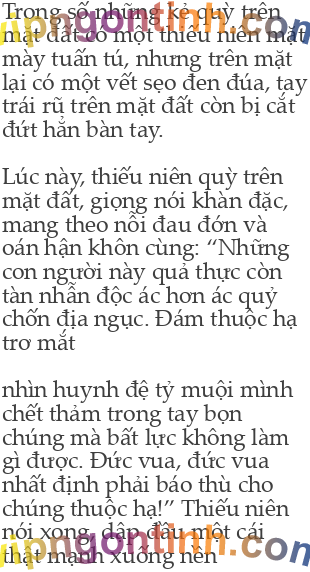 Trong số những kẻ quỳ trên
mặt đất có một thiếu niên mặt
mày tuấn tú, nhưng trên mặt
lại có một vết sẹo đen đúa, tay
trái rũ trên mặt đất còn bị cắt
đứt hẳn bàn tay.
Lúc này, thiếu niên quỳ trên
mặt đất, giọng nói khàn đặc,
mang theo nỗi đau đớn và
oán hận khôn cùng: “Những
con người này quả thực còn
tàn nhẫn độc ác hơn ác quỷ
chốn địa ngục. Đám thuộc hạ
trơ mắt
nhìn huynh đệ tỷ muội mình
chết thảm trong tay bọn
chúng mà bất lực không làm
gì được. Đức vua, đức vua
nhất định phải báo thù cho
chúng thuộc hạ!” Thiếu niên
nói xong, dập đầu một cái
thật mạnh xuống nền
vipngontinh.com
vipngontinh.com